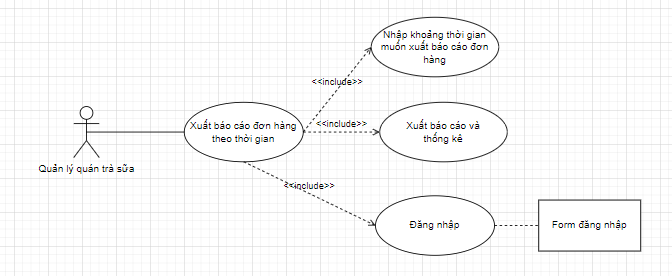 Nhập khoảng thời gian
muốn xuất báo cáo đơn
hàng
<<include>>
Xuất báo cáo đơn hàng
theo thời gian
<<include>>
Xuất báo cáo và
thống kê
Quản lý quán trà sữa
<<include>>
Đăng nhập
Form đăng nhập